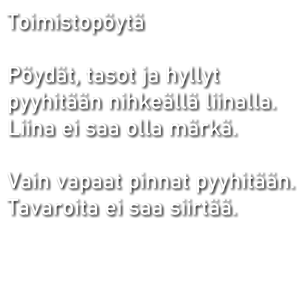 Toimistopöytä
Pöydät, tasot ja hyllyt
pyyhitään nihkeällä liinalla.
Liina ei saa olla märkä.
Vain vapaat pinnat pyyhitään.
Tavaroita ei saa siirtää.